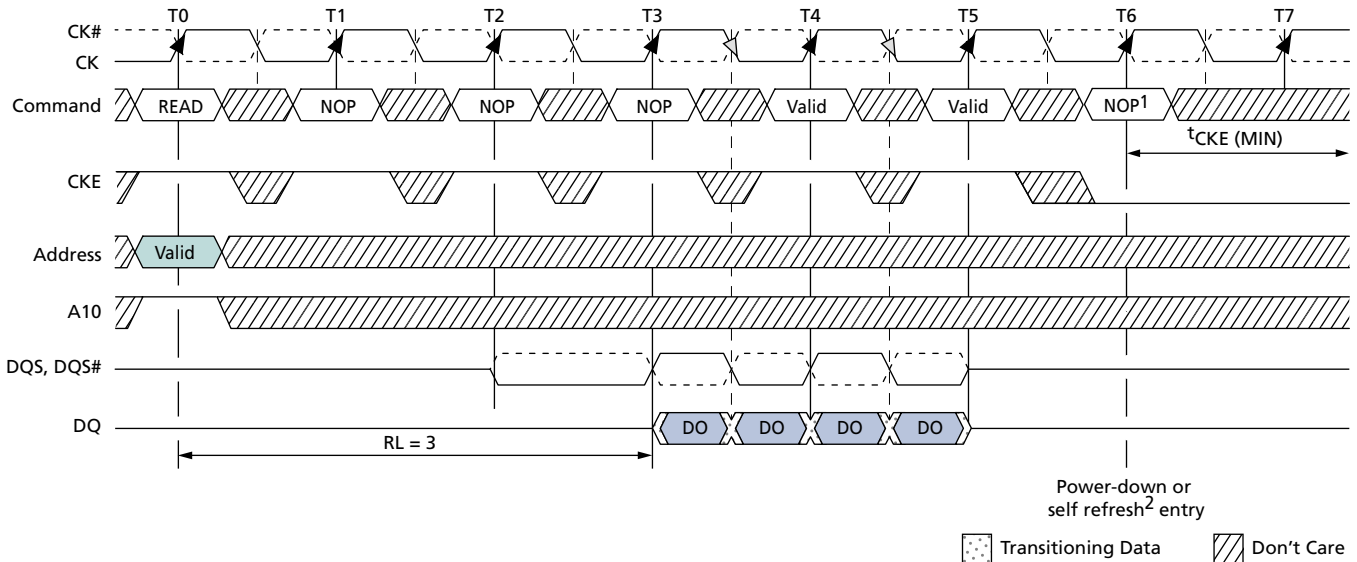 T0 T1 T2 T3 T4 T5 T6 T7
CK#
CK
Command READ NOP NOP NOP Valid Valid NOP1
tCKE (MIN)
CKE
Address Valid
A10
DQS, DQS#
DQ DO DO DO DO
RL = 3
Power-down or
self refresh2 entry
Transitioning Data Don't Care